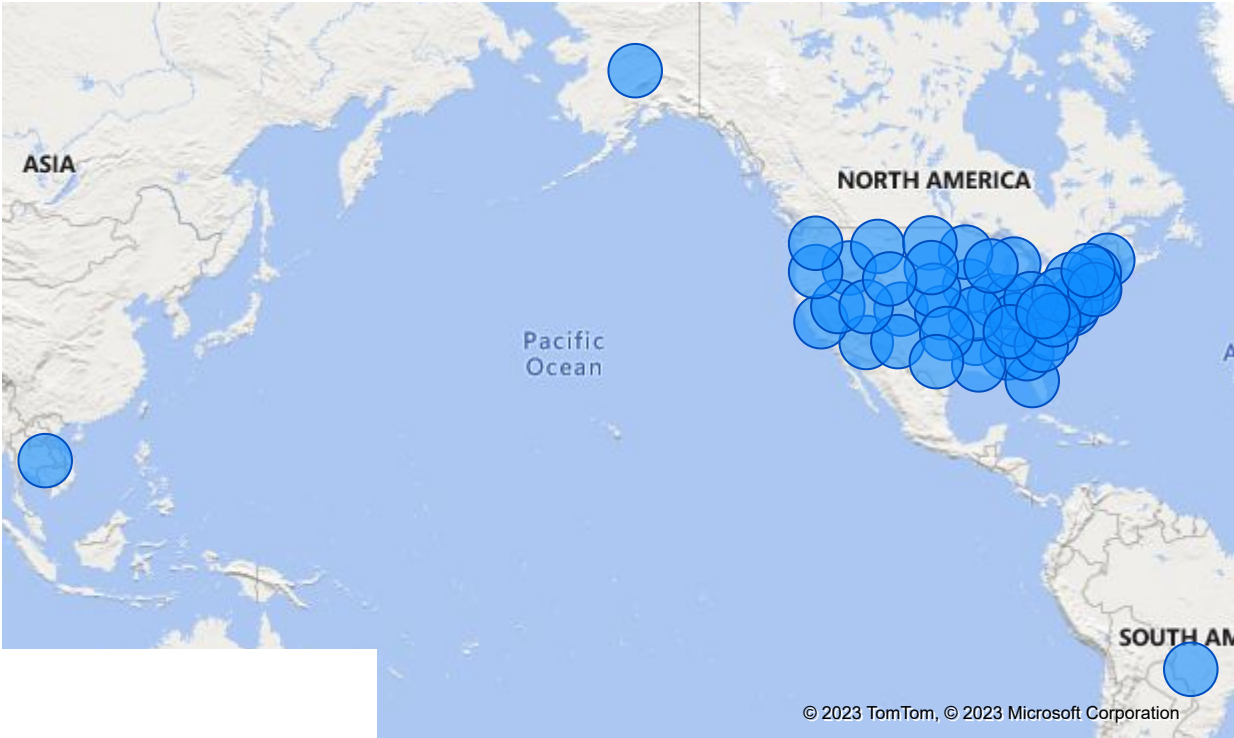 ASIA
NORTH AMERICA
Pacific
Ocean
A
SOUTH AM
© 2023 TomTom, © 2023 Microsoft Corporation